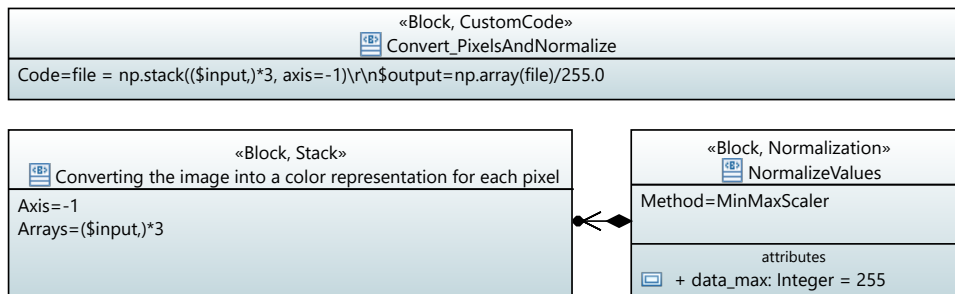 «Block, CustomCode»
Convert_PixelsAndNormalize
Code=file = np.stack(($input,)*3, axis=-1)\r\n$output=np.array(file)/255.0
«Block, Stack»
Converting the image into a color representation for each pixel
Axis=-1
Arrays=($input,)*3
«Block, Normalization»
NormalizeValues
Method=MinMaxScaler
attributes
+ data_max: Integer = 255